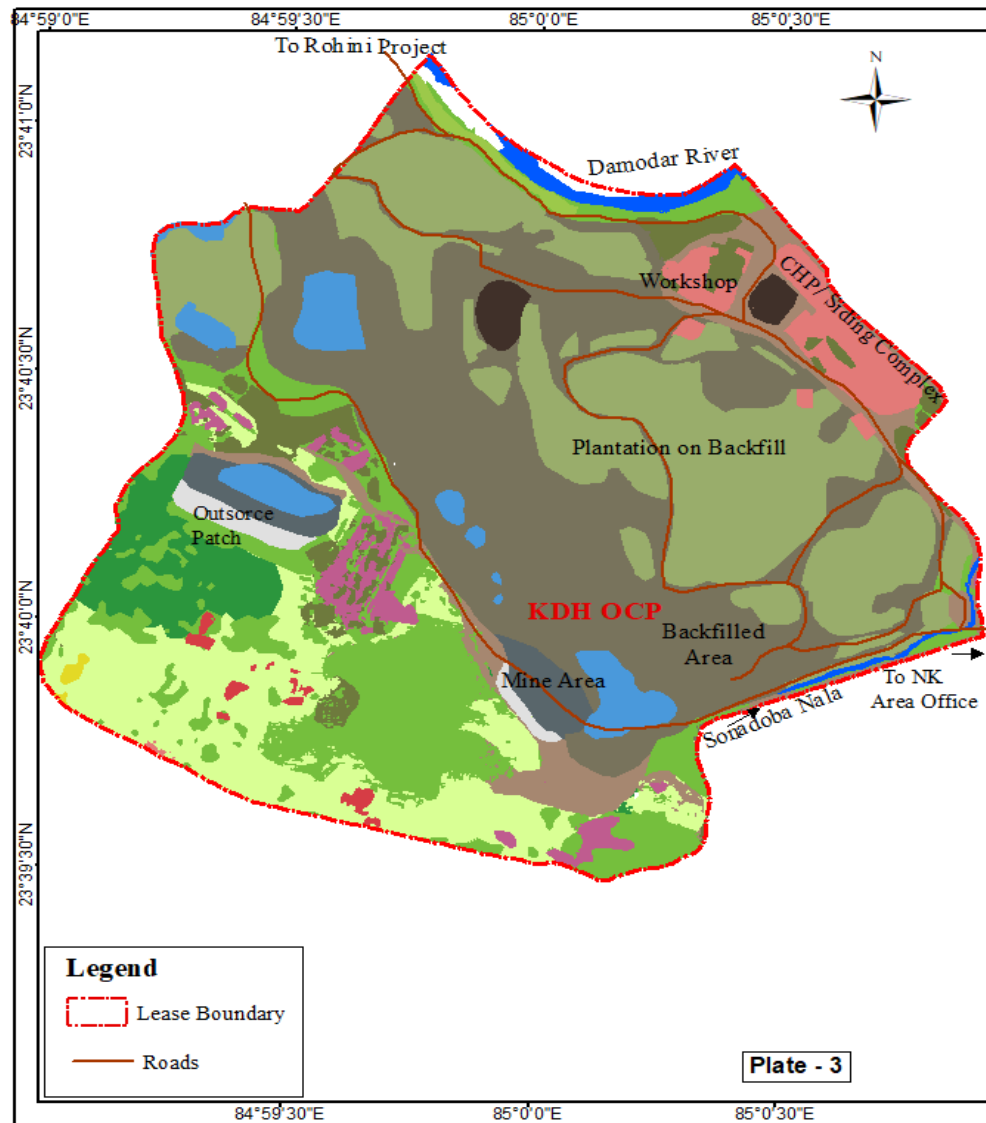 84°59'0"E 84°59'30"E 85°0'0"E 85°0'30"E
To Rohini Project
N
23°41'0"N
Damodar River
Workshop
CHP/ Siding Complex
23°40'30"N
Plantation on Backfill
Outsorce
Patch
23°40'0"N
KDH OCP
Backfilled
Area
Mine Area
To NK
Area Office
Sonadoba Nala
23°39'30"N
Legend
Lease Boundary
Roads
Plate - 3
84°59'30"E 85°0'0"E 85°0'30"E